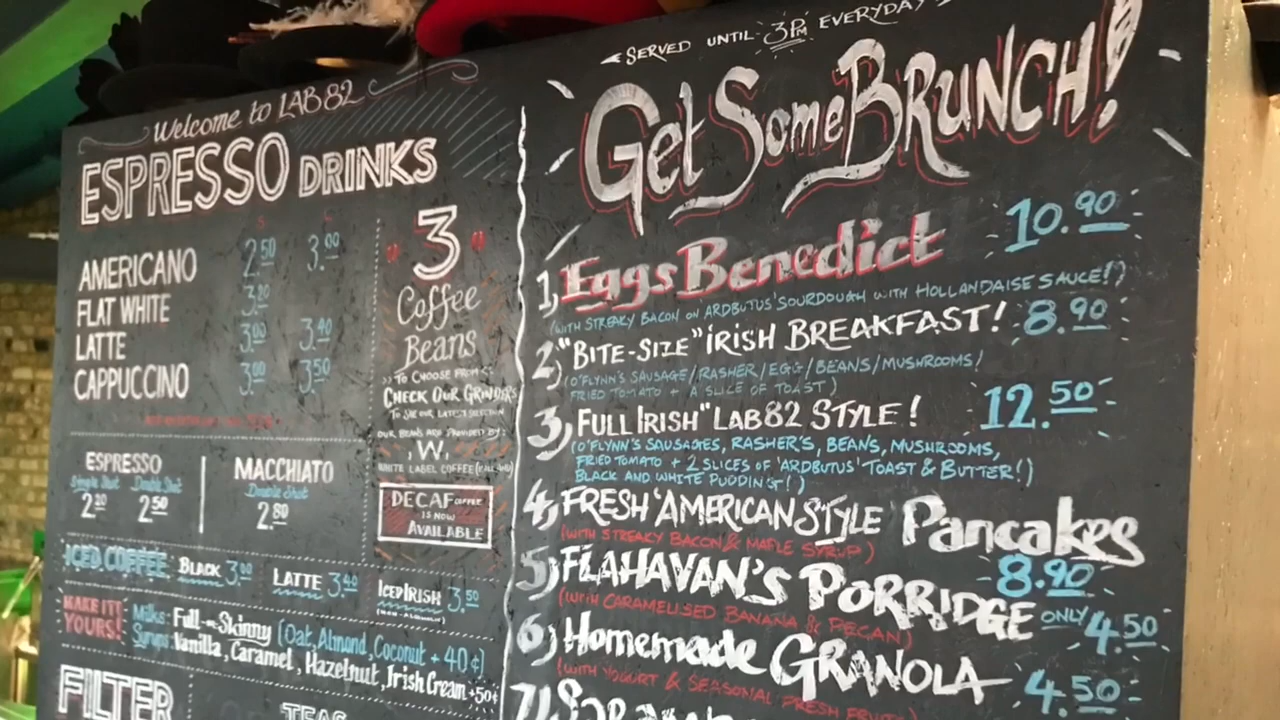 Welcome to LAB82
ESPRESSO DRINKS
S L
AMERICANO 2.50 3.00
FLAT WHITE 3.20
LATTE 3.00 3.40
CAPPUCCINO 3.00 3.50
ESPRESSO
Single Shot Double Shot
2.20 2.50
MACCHIATO
Double Shot
2.80
"3"
Coffee
Beans
>> TO CHOOSE FROM <<
CHECK OUR GRINDERS
TO SEE OUR LATEST SELECTION
OUR BEANS ARE PROVIDED BY:
W.
WHITE LABEL COFFEE
DECAF COFFEE
IS NOW
AVAILABLE
ICED COFFEE BLACK 3.00 LATTE 3.40 ICED IRISH 3.50
MAKE IT YOURS!
Milks: Full - Skinny (Oat, Almond, Coconut + 40¢)
Syrups: Vanilla, Caramel, Hazelnut, Irish Cream +50¢
FILTER
TEAS
SERVED UNTIL 3PM EVERYDAY
Get Some BRUNCH!
1, Eggs Benedict 10.90
(WITH STREAKY BACON ON ARDBUTUS' SOURDOUGH WITH HOLLANDAISE SAUCE!)
2, "BITE-SIZE" IRISH BREAKFAST! 8.90
(O'FLYNN'S SAUSAGE/RASHER/EGG/BEANS/MUSHROOMS/
FRIED TOMATO + A SLICE OF TOAST)
3, FULL IRISH "LAB82 STYLE! 12.50
(O'FLYNN'S SAUSAGES, RASHER'S, BEANS, MUSHROOMS,
FRIED TOMATO + 2 SLICES OF 'ARDBUTUS' TOAST & BUTTER!)
BLACK AND WHITE PUDDING!)
4, FRESH 'AMERICAN STYLE' Pancakes
(WITH STREAKY BACON & MAPLE SYRUP) 8.90
5, FLAHAVAN'S PORRIDGE ONLY 4.50
(WITH CARAMELISED BANANA & PECAN)
6, Homemade GRANOLA 4.50
(WITH YOGURT & SEASONAL FRESH FRUITS)
7,